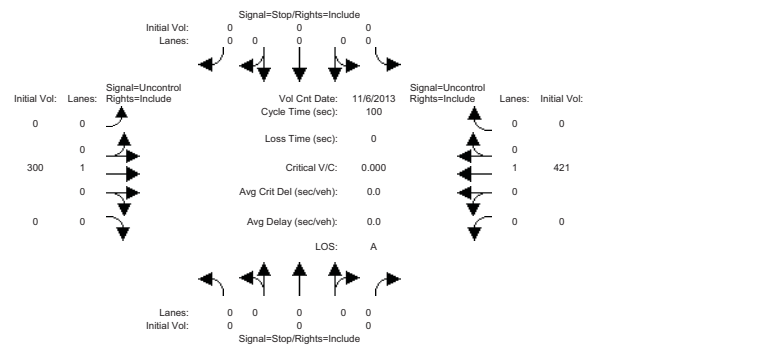 Signal=Stop/Rights=Include
Initial Vol: 0 0 0
Lanes: 0 0 0 0 0
Signal=Uncontrol Signal=Uncontrol
Initial Vol: Lanes: Rights=Include Vol Cnt Date: 11/6/2013 Rights=Include Lanes: Initial Vol:
Cycle Time (sec): 100
0 0 0 0
Loss Time (sec): 0
0 0
300 1 Critical V/C: 0.000 1 421
0 Avg Crit Del (sec/veh): 0.0 0
0 0 Avg Delay (sec/veh): 0.0 0 0
LOS: A
Lanes: 0 0 0 0 0
Initial Vol: 0 0 0
Signal=Stop/Rights=Include